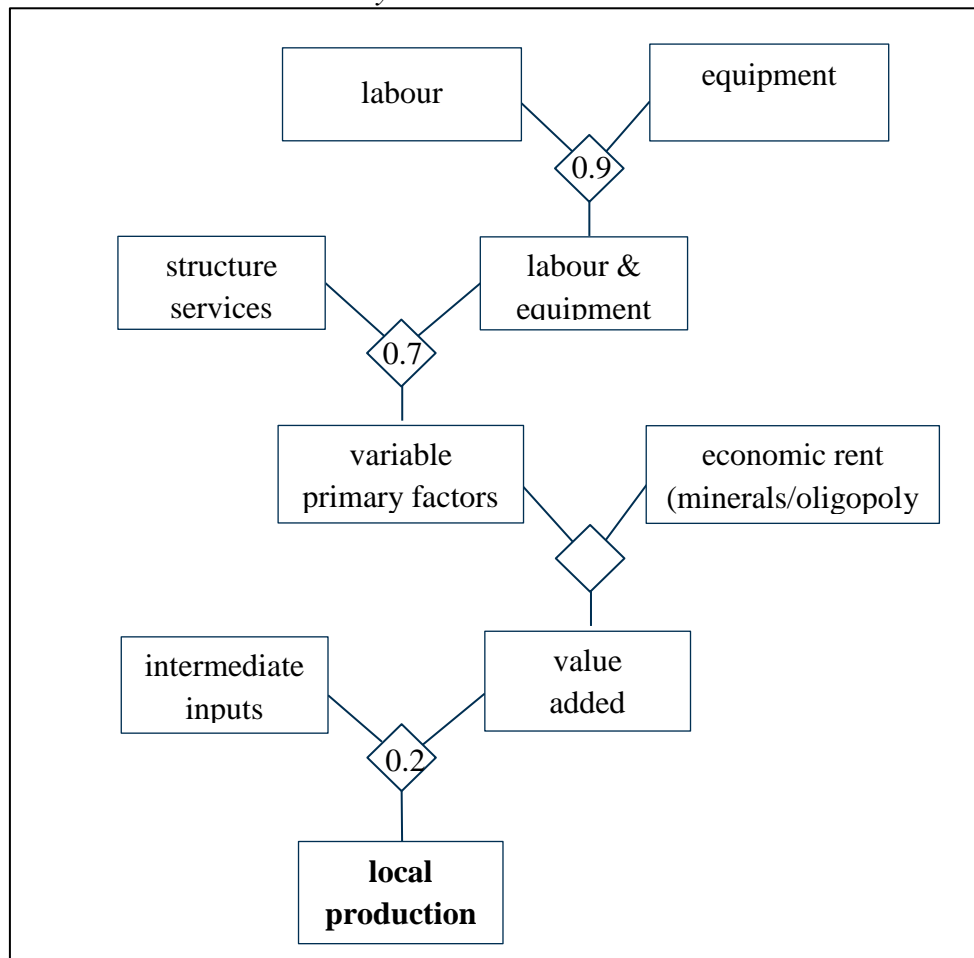 y
labour
equipment
0.9
structure
services
labour &
equipment
0.7
variable
primary factors
economic rent
(minerals/oligopoly
intermediate
inputs
value
added
0.2
local
production